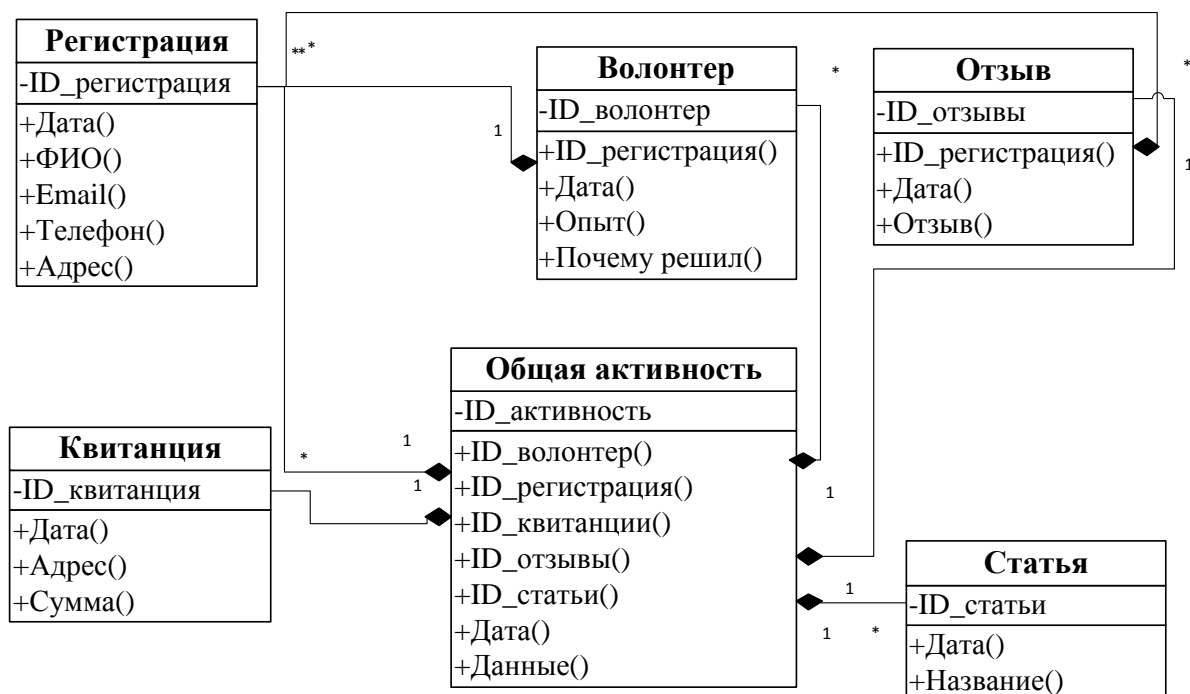 Регистрация
-ID_регистрация
+Дата()
+ФИО()
+Email()
+Телефон()
+Адрес()
***
1
Волонтер
-ID_волонтер
+ID_регистрация()
+Дата()
+Опыт()
+Почему решил()
*
Отзыв
-ID_отзывы
+ID_регистрация()
+Дата()
+Отзыв()
*
1
Квитанция
-ID_квитанция
+Дата()
+Адрес()
+Сумма()
*
1
1
Общая активность
-ID_активность
+ID_волонтер()
+ID_регистрация()
+ID_квитанции()
+ID_отзывы()
+ID_статьи()
+Дата()
+Данные()
1
1
1
*
Статья
-ID_статьи
+Дата()
+Название()